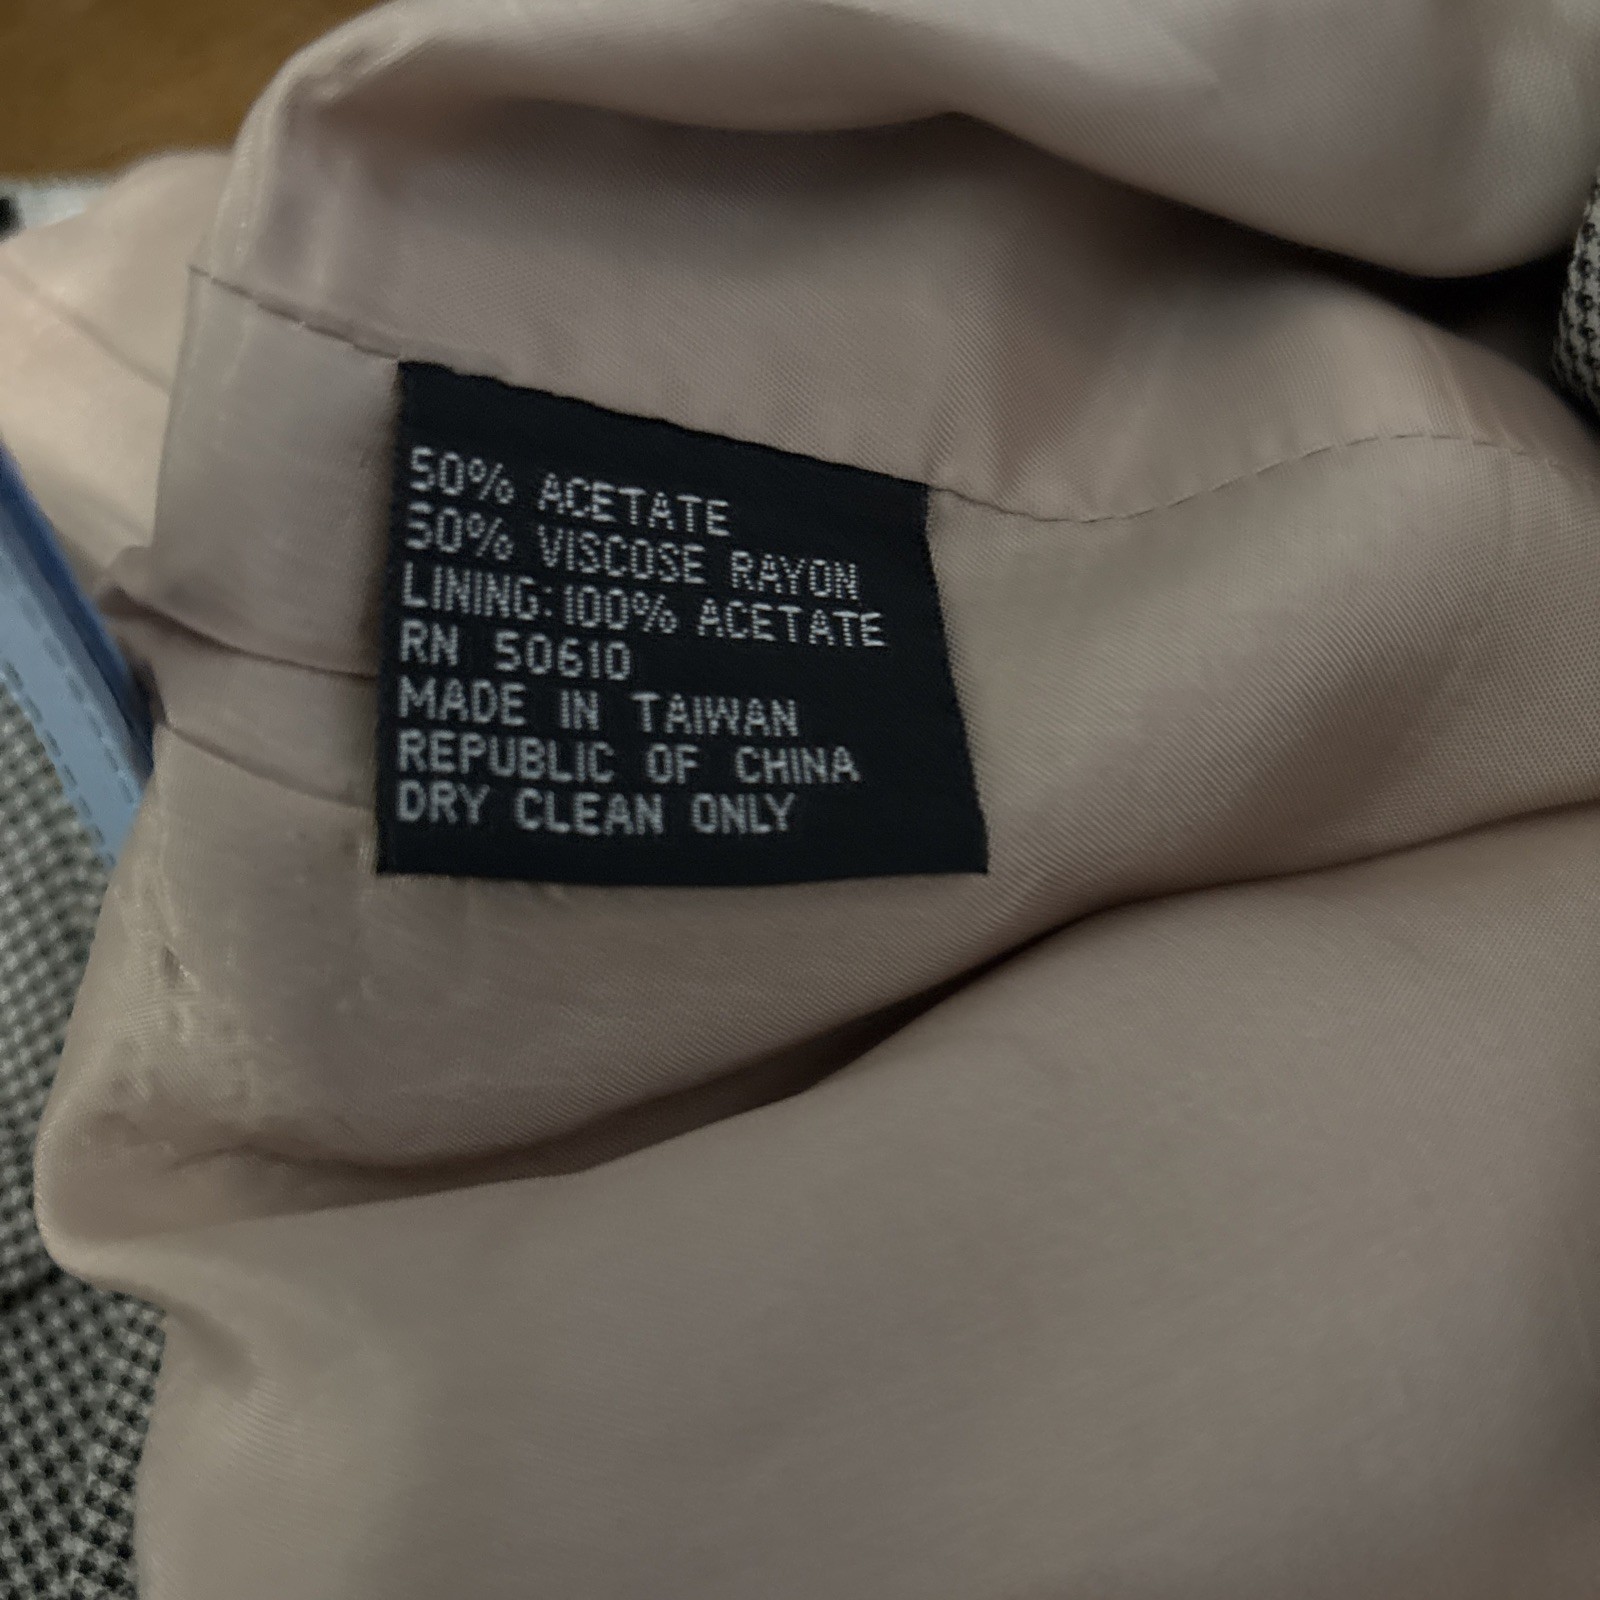 50% ACETATE
50% VISCOSE RAYON
LINING: 100% ACETATE
RN 50610
MADE IN TAIWAN
REPUBLIC OF CHINA
DRY CLEAN ONLY